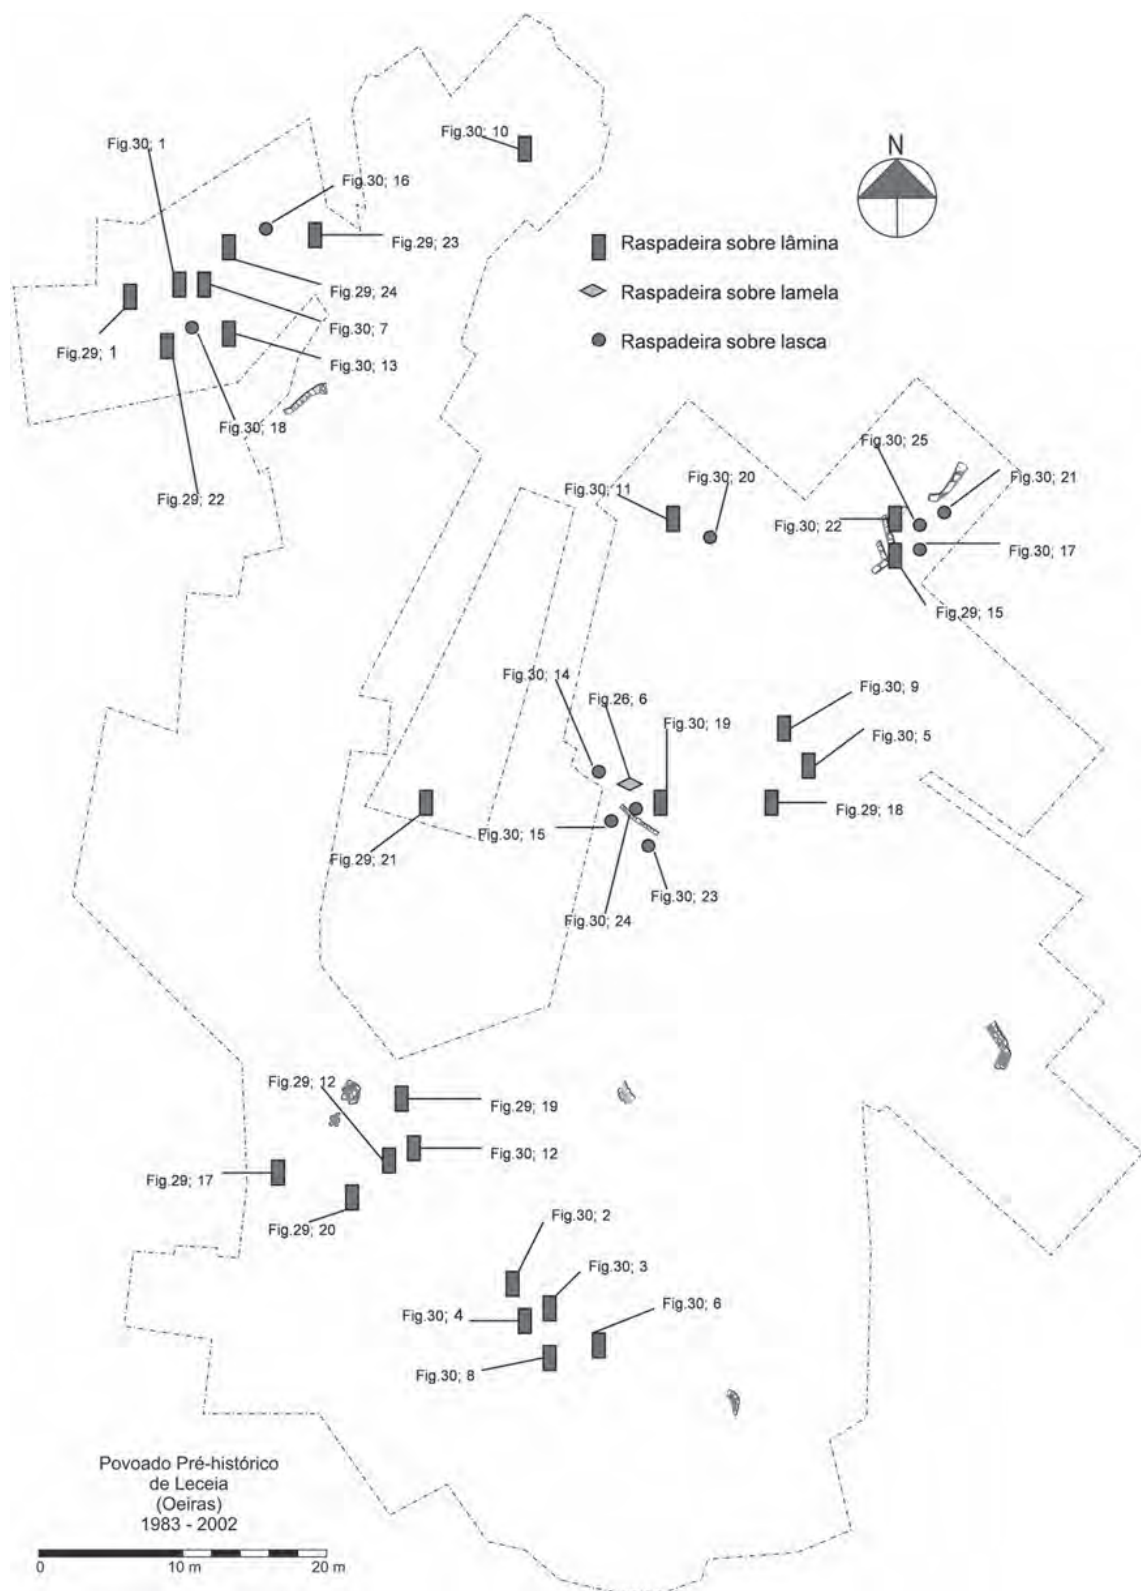 Fig.30; 10
Fig.30; 1
N
Fig.30; 16
Raspadeira sobre lâmina
Fig.29; 23
Fig.29; 24
Raspadeira sobre lamela
Fig.30; 7
Raspadeira sobre lasca
Fig.29; 1
Fig.30; 13
Fig.30; 18
Fig.30; 25
Fig.30; 20
Fig.30; 21
Fig.30; 11
Fig.29; 22
Fig.30; 22
Fig.30; 17
Fig.29; 15
Fig.30; 14
Fig.26; 6
Fig.30; 9
Fig.30; 19
Fig.30; 5
Fig.29; 18
Fig.30; 15
Fig.29; 21
Fig.30; 23
Fig.30; 24
Fig.29; 12
Fig.29; 19
Fig.30; 12
Fig.29; 17
Fig.29; 20
Fig.30; 2
Fig.30; 3
Fig.30; 6
Fig.30; 4
Fig.30; 8
Povoado Pré-histórico
de Leceia
(Oeiras)
1983 - 2002
0 10 m 20 m